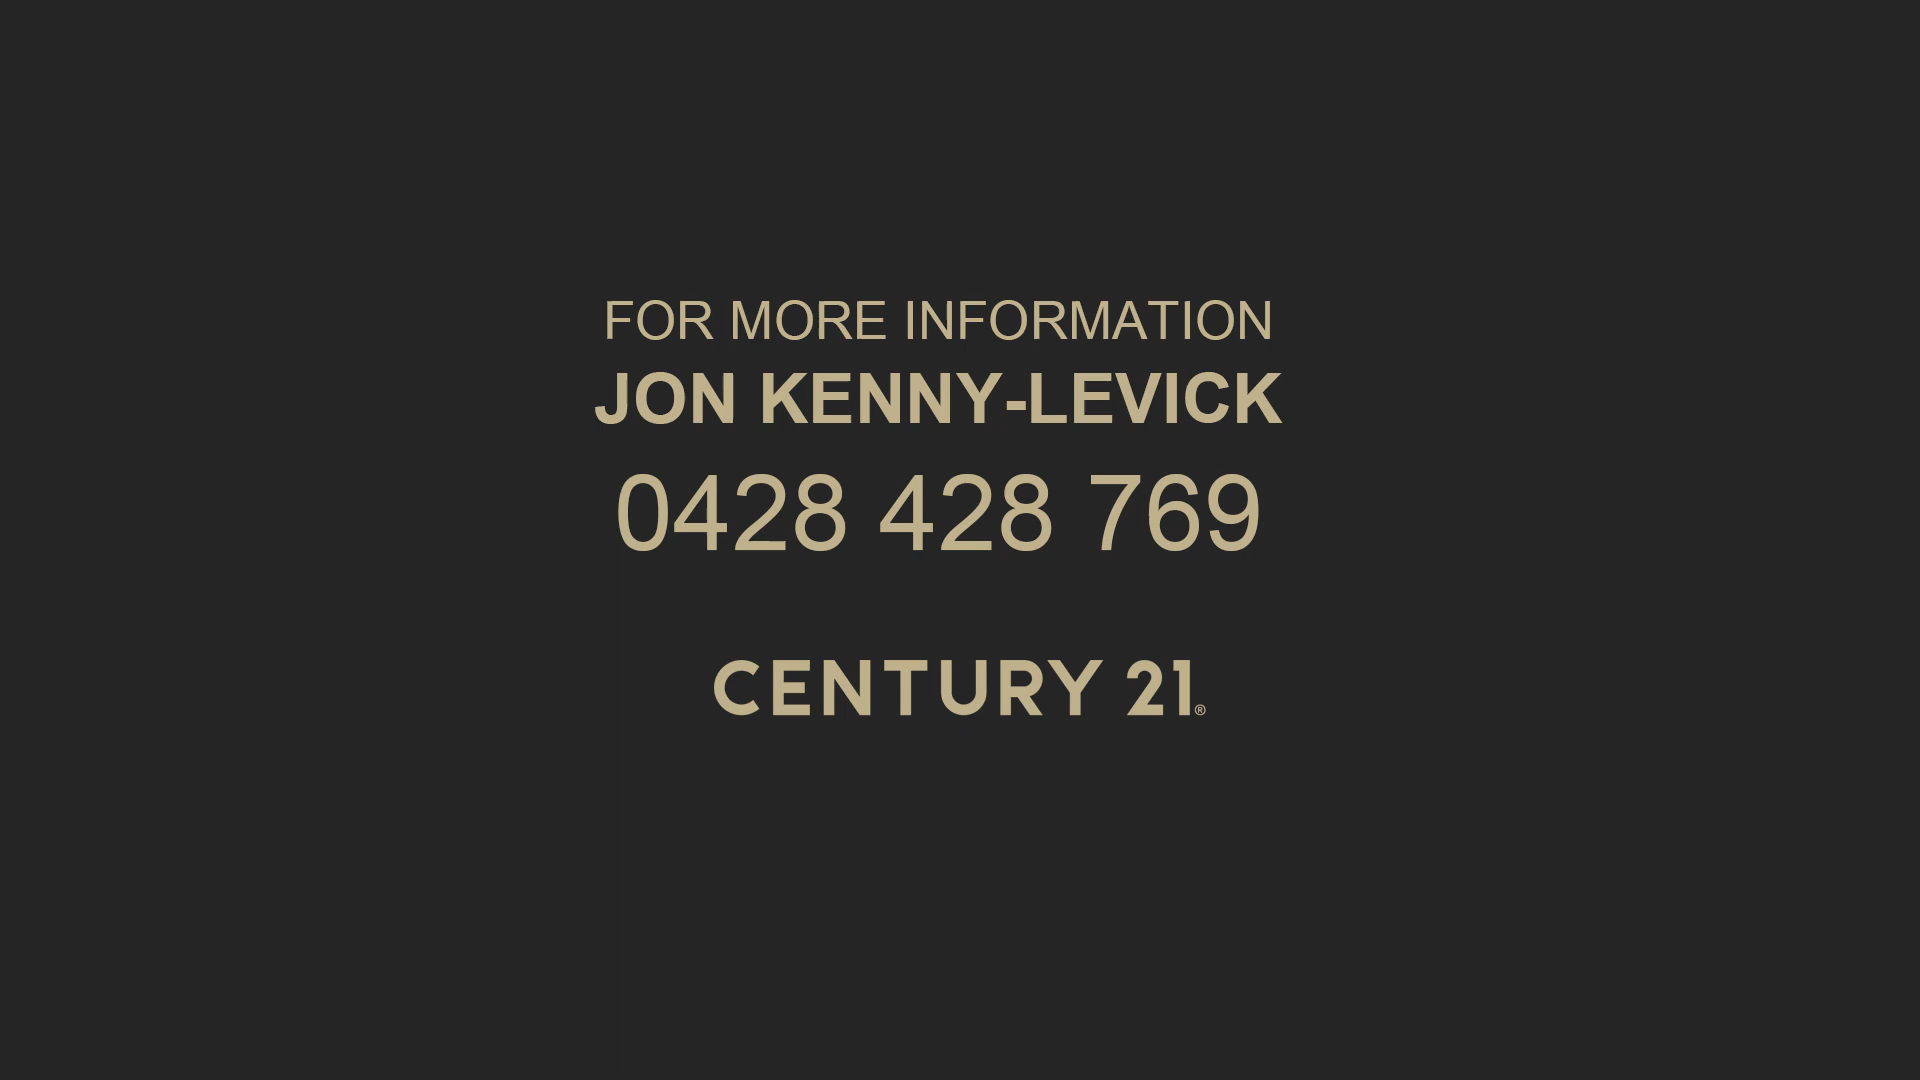 FOR MORE INFORMATION
JON KENNY-LEVICK
0428 428 769
CENTURY 21®